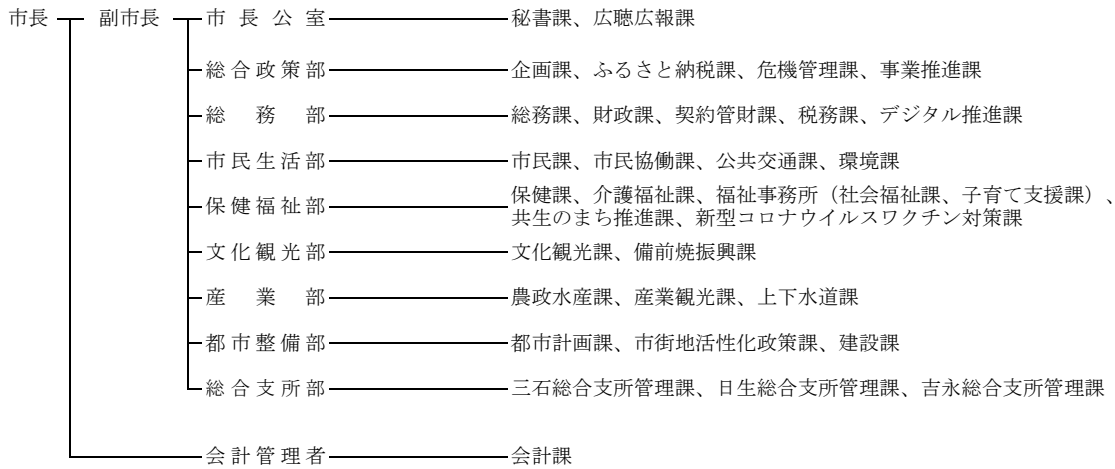 市長 副市長 市長公室 秘書課、広聴広報課
総合政策部 企画課、ふるさと納税課、危機管理課、事業推進課
総務部 総務課、財政課、契約管財課、税務課、デジタル推進課
市民生活部 市民課、市民協働課、公共交通課、環境課
保健福祉部 保健課、介護福祉課、福祉事務所（社会福祉課、子育て支援課）、
共生のまち推進課、新型コロナウイルスワクチン対策課
文化観光部 文化観光課、備前焼振興課
産業部 農政水産課、産業観光課、上下水道課
都市整備部 都市計画課、市街地活性化政策課、建設課
総合支所部 三石総合支所管理課、日生総合支所管理課、吉永総合支所管理課
会計管理者 会計課